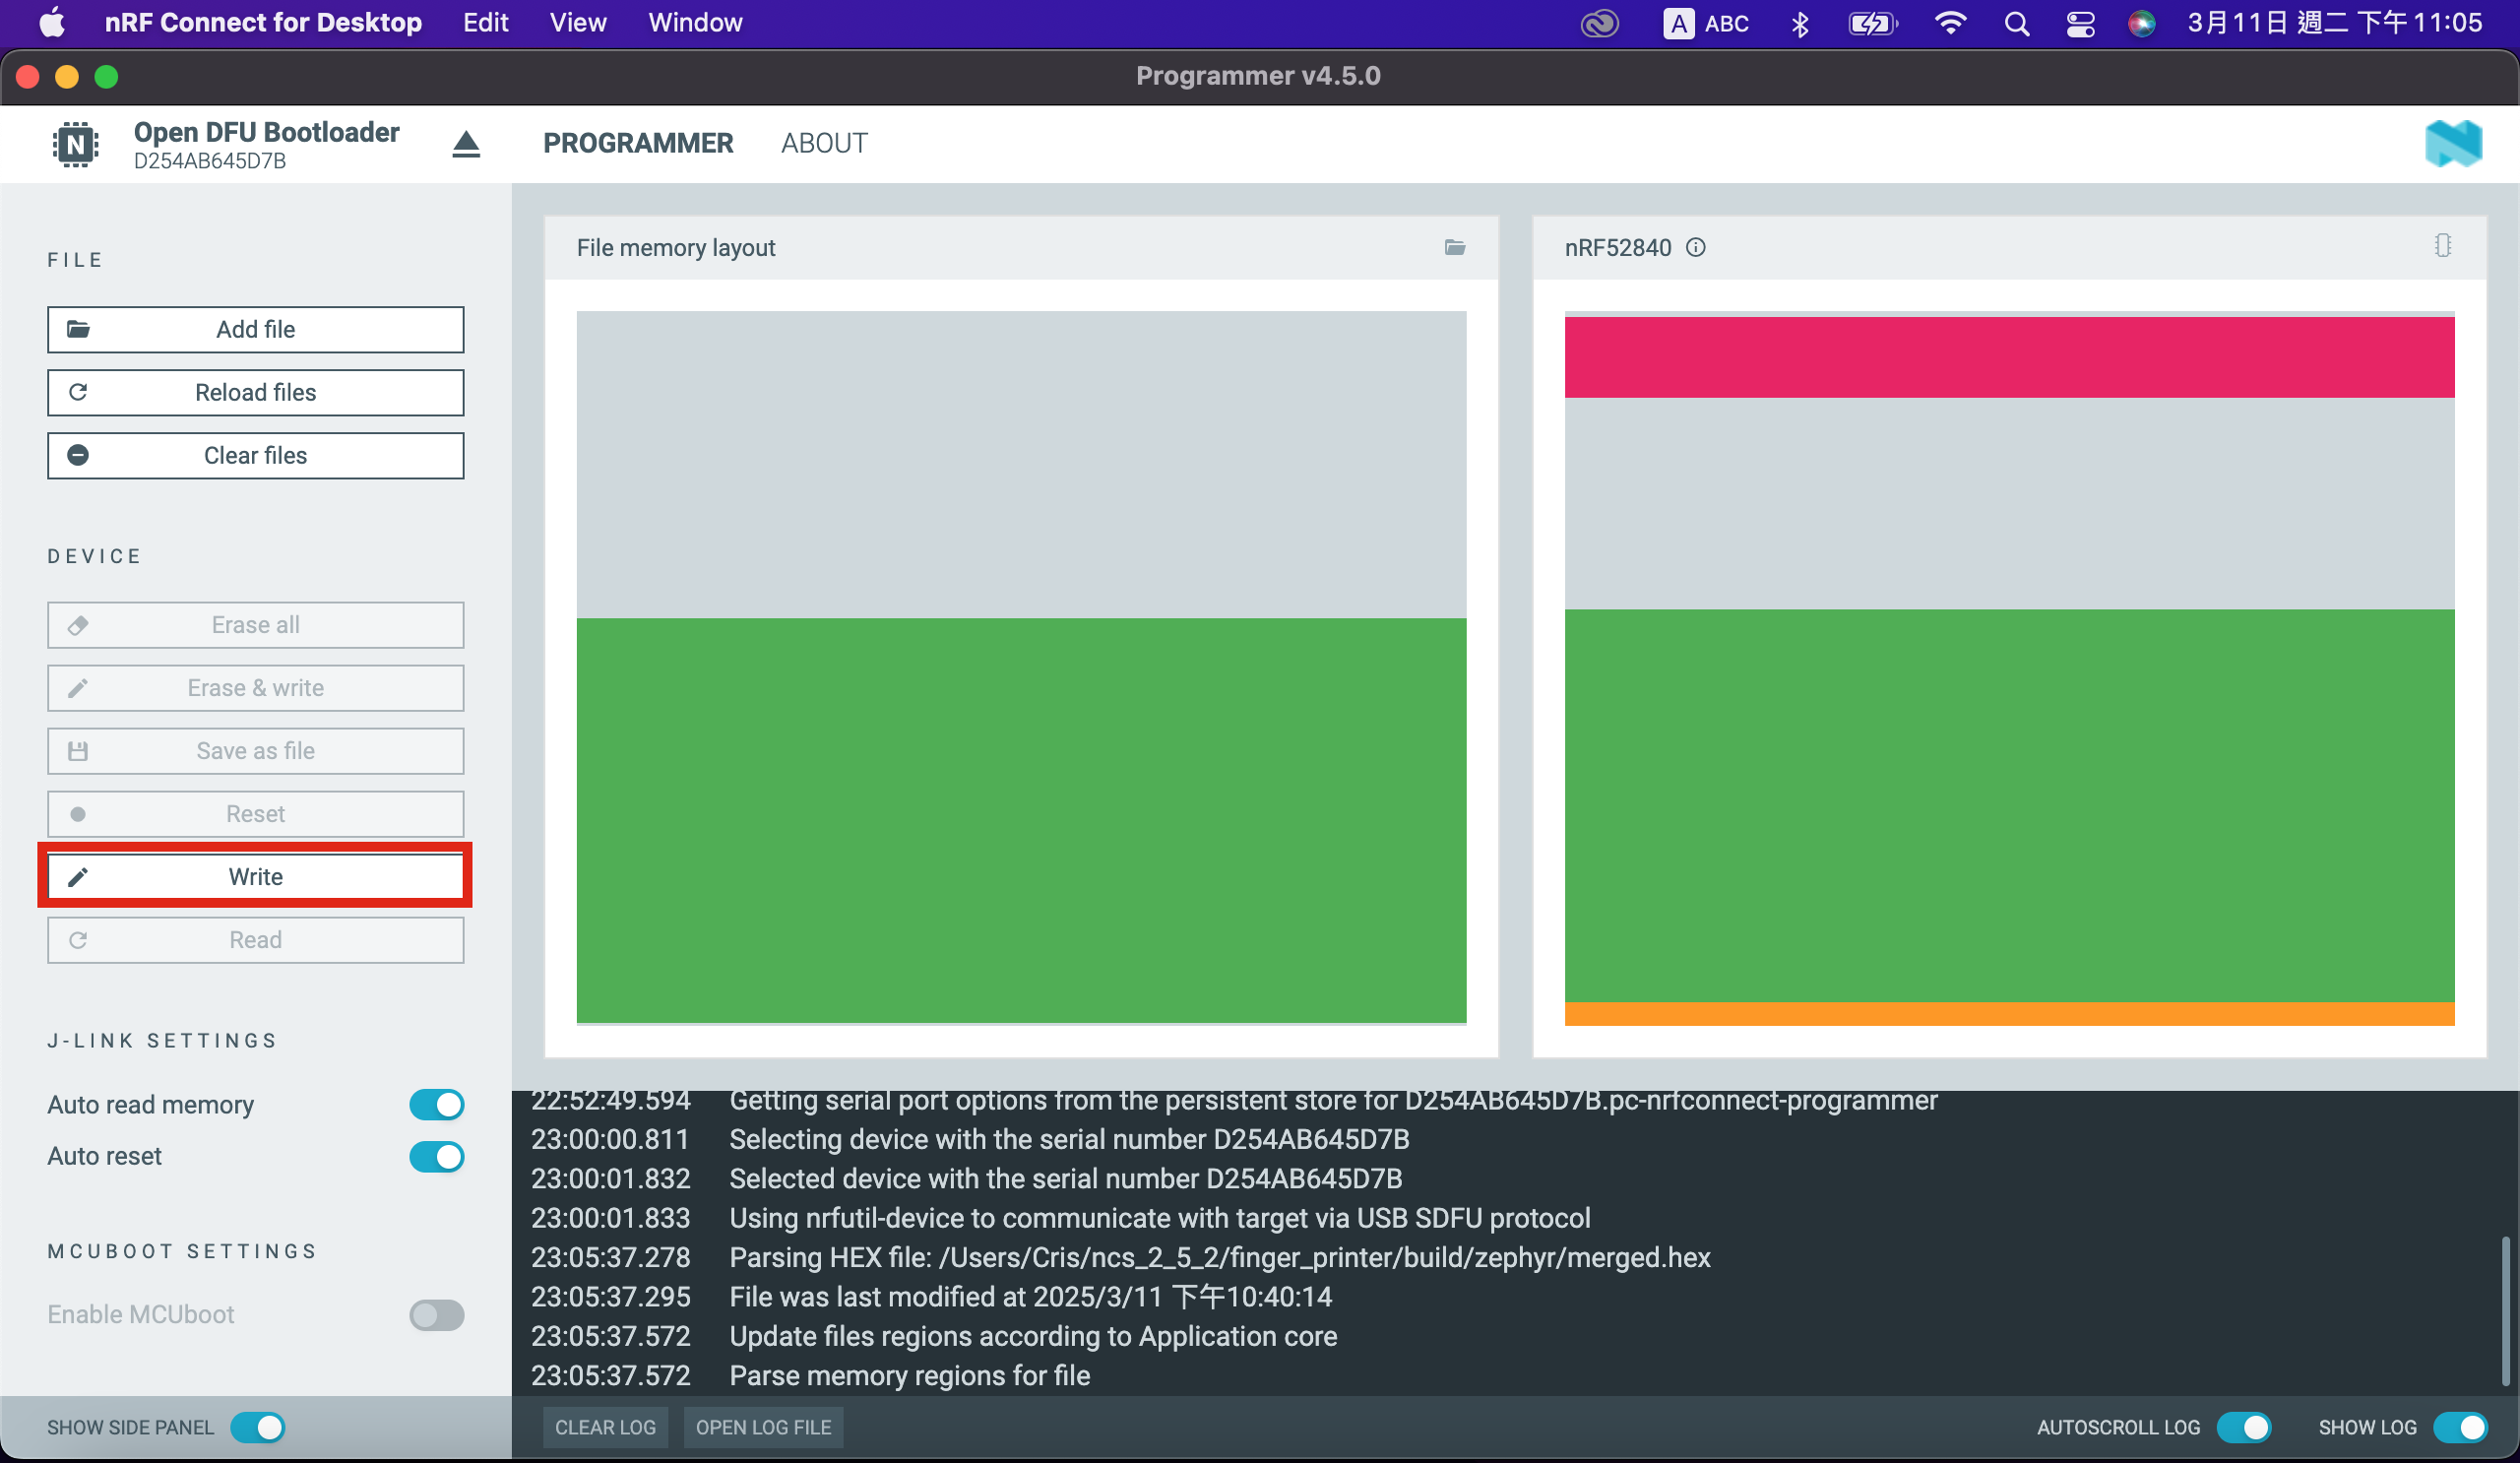 nRF Connect for Desktop Edit View Window A ABC 3月11日 週二 下午11:05
Programmer v4.5.0
Open DFU Bootloader
D254AB645D7B
PROGRAMMER ABOUT
FILE
Add file
Reload files
Clear files
DEVICE
Erase all
Erase & write
Save as file
Reset
Write
Read
J-LINK SETTINGS
Auto read memory
Auto reset
MCUBOOT SETTINGS
Enable MCUboot
SHOW SIDE PANEL
File memory layout
nRF52840
22:52:49.594 Getting serial port options from the persistent store for D254AB645D7B.pc-nrfconnect-programmer
23:00:00.811 Selecting device with the serial number D254AB645D7B
23:00:01.832 Selected device with the serial number D254AB645D7B
23:00:01.833 Using nrfutil-device to communicate with target via USB SDFU protocol
23:05:37.278 Parsing HEX file: /Users/Cris/ncs_2_5_2/finger_printer/build/zephyr/merged.hex
23:05:37.295 File was last modified at 2025/3/11 下午10:40:14
23:05:37.572 Update files regions according to Application core
23:05:37.572 Parse memory regions for file
CLEAR LOG OPEN LOG FILE AUTOSCROLL LOG SHOW LOG